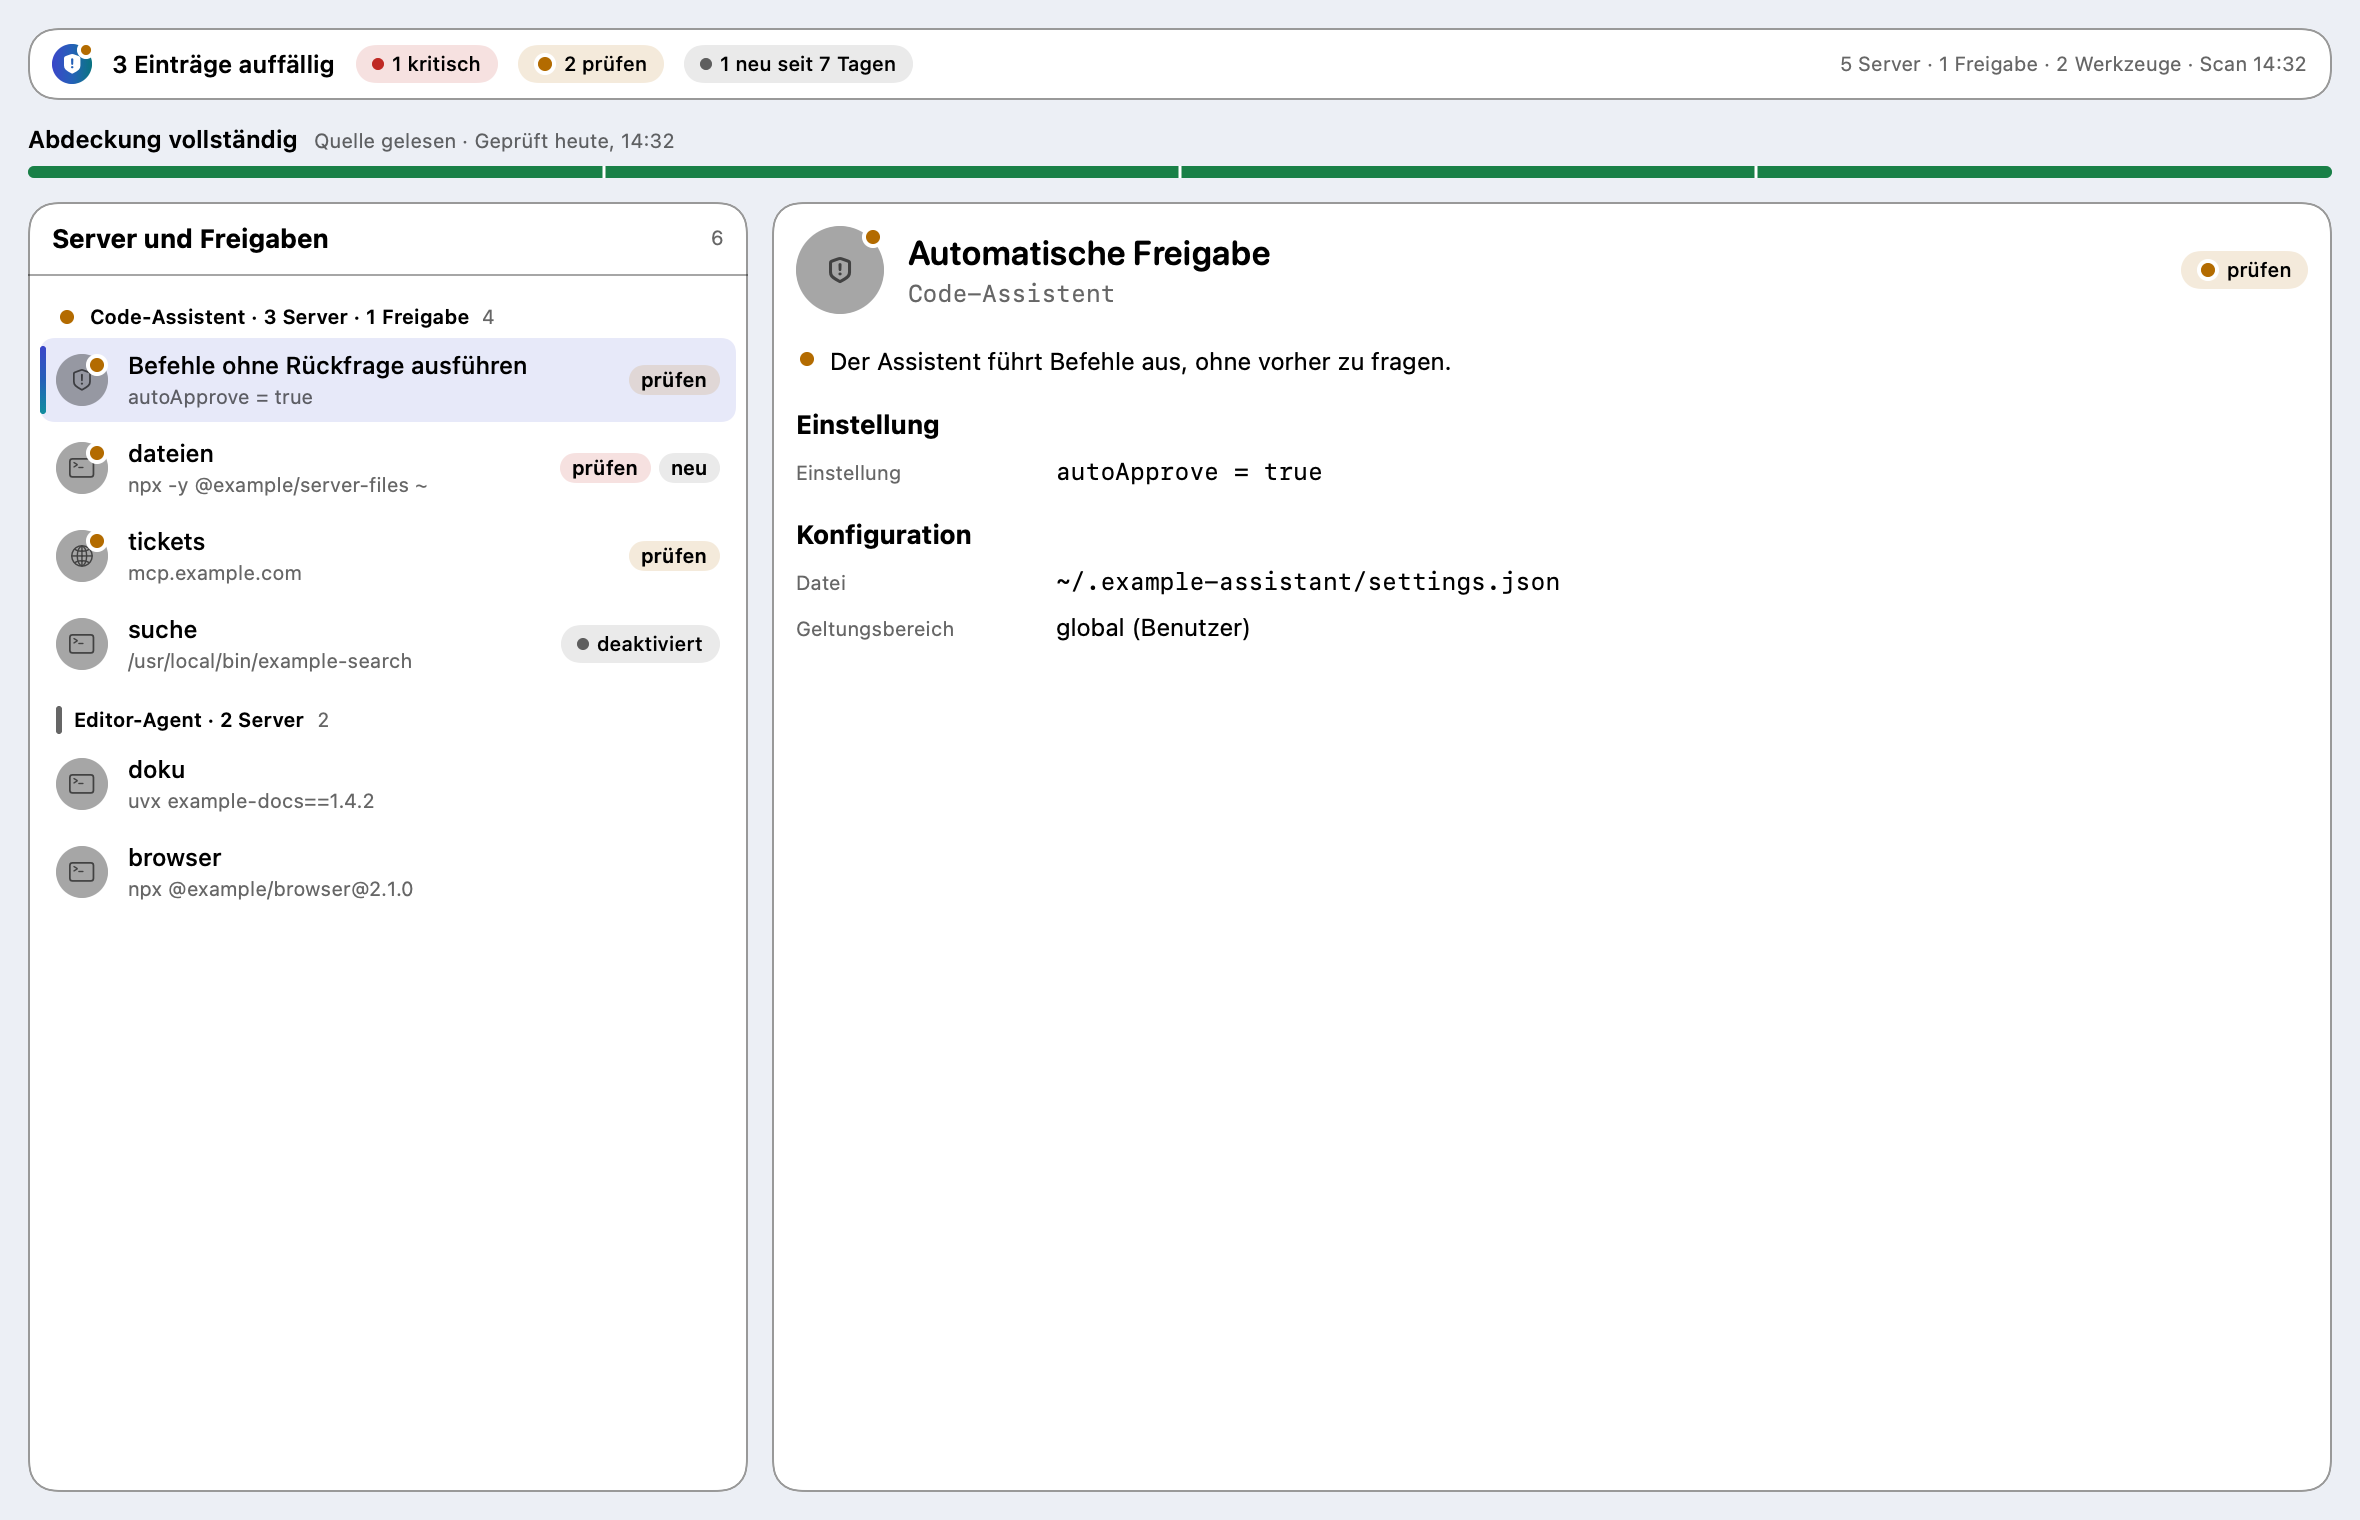 3 Einträge auffällig
1 kritisch
2 prüfen
1 neu seit 7 Tagen
5 Server · 1 Freigabe · 2 Werkzeuge · Scan 14:32
Abdeckung vollständig
Quelle gelesen · Geprüft heute, 14:32
Server und Freigaben
6
Code-Assistent · 3 Server · 1 Freigabe 4
Befehle ohne Rückfrage ausführen
autoApprove = true
prüfen
dateien
npx -y @example/server-files ~
prüfen
neu
tickets
mcp.example.com
prüfen
suche
/usr/local/bin/example-search
deaktiviert
Editor-Agent · 2 Server 2
doku
uvx example-docs==1.4.2
browser
npx @example/browser@2.1.0
Automatische Freigabe
Code-Assistent
prüfen
Der Assistent führt Befehle aus, ohne vorher zu fragen.
Einstellung
Einstellung autoApprove = true
Konfiguration
Datei ~/.example-assistant/settings.json
Geltungsbereich global (Benutzer)